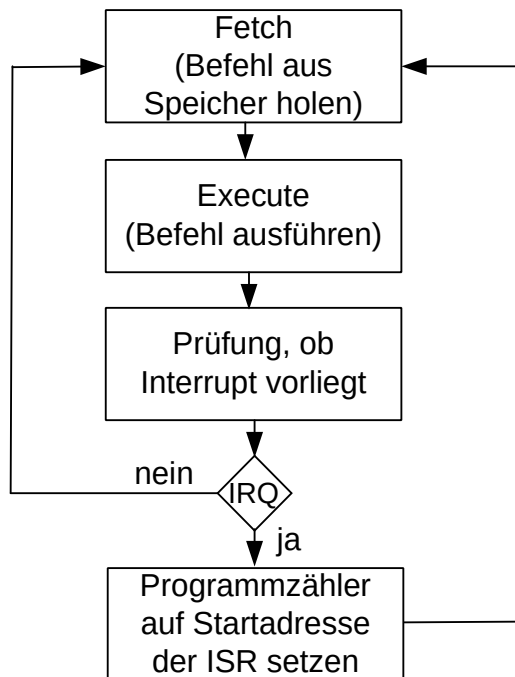 Fetch
(Befehl aus
Speicher holen)
Execute
(Befehl ausführen)
Prüfung, ob
Interrupt vorliegt
nein
IRQ
ja
Programmzähler
auf Startadresse
der ISR setzen